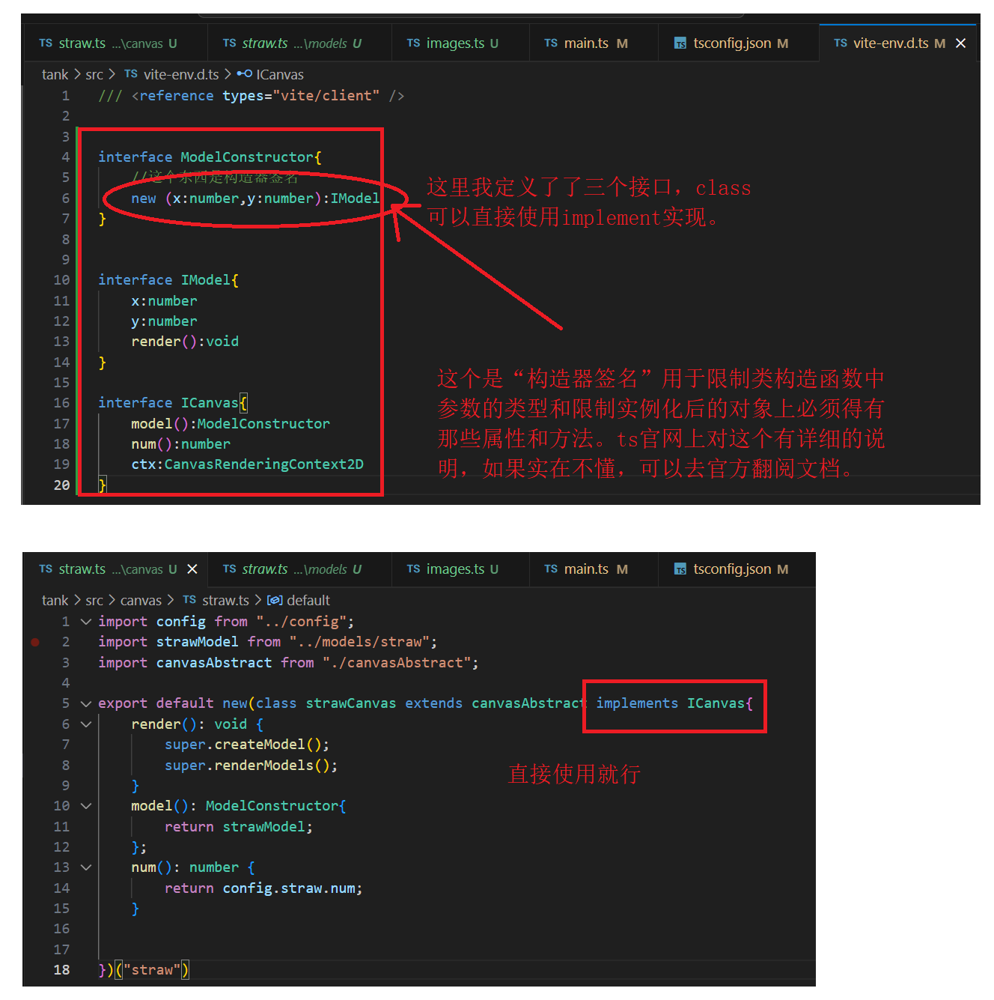 TS straw.ts ...\canvas U TS straw.ts ...\models U TS images.ts U TS main.ts M TS tsconfig.json M TS vite-env.d.ts M
tank > src > TS vite-env.d.ts > ICanvas
1 /// <reference types="vite/client" />
2
3
4 interface ModelConstructor{
5 //这个东西是构造器签名
6 new (x:number,y:number):IModel
7 }
8
9
10 interface IModel{
11 x:number
12 y:number
13 render():void
14 }
15
16 interface ICanvas{
17 model():ModelConstructor
18 num():number
19 ctx:CanvasRenderingContext2D
20 }
这里我定义了了三个接口，class
可以直接使用implement实现。
这个是“构造器签名”用于限制类构造函数中
参数的类型和限制实例化后的对象上必须得有
那些属性和方法。ts官网上对这个有详细的说
明，如果实在不懂，可以去官方翻阅文档。
TS straw.ts ...\canvas U TS straw.ts ...\models U TS images.ts U TS main.ts M TS tsconfig.json M
tank > src > canvas > TS straw.ts > default
1 import config from "../config";
2 import strawModel from "../models/straw";
3 import canvasAbstract from "./canvasAbstract";
4
5 export default new(class strawCanvas extends canvasAbstract implements ICanvas{
6 render(): void {
7 super.createModel();
8 super.renderModels();
9 }
10 model(): ModelConstructor{
11 return strawModel;
12 };
13 num(): number {
14 return config.straw.num;
15 }
16
17
18 })("straw")
直接使用就行